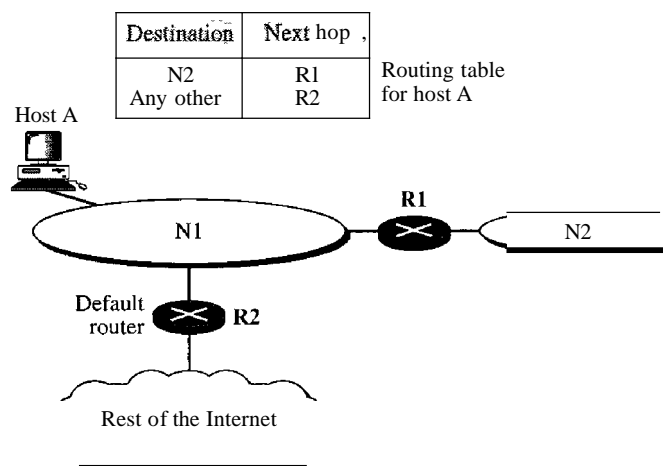 Destination Next hop ,
N2 R1
Any other R2
Routing table
for host A
Host A
R1
N1
N2
Default
router
R2
Rest of the Internet